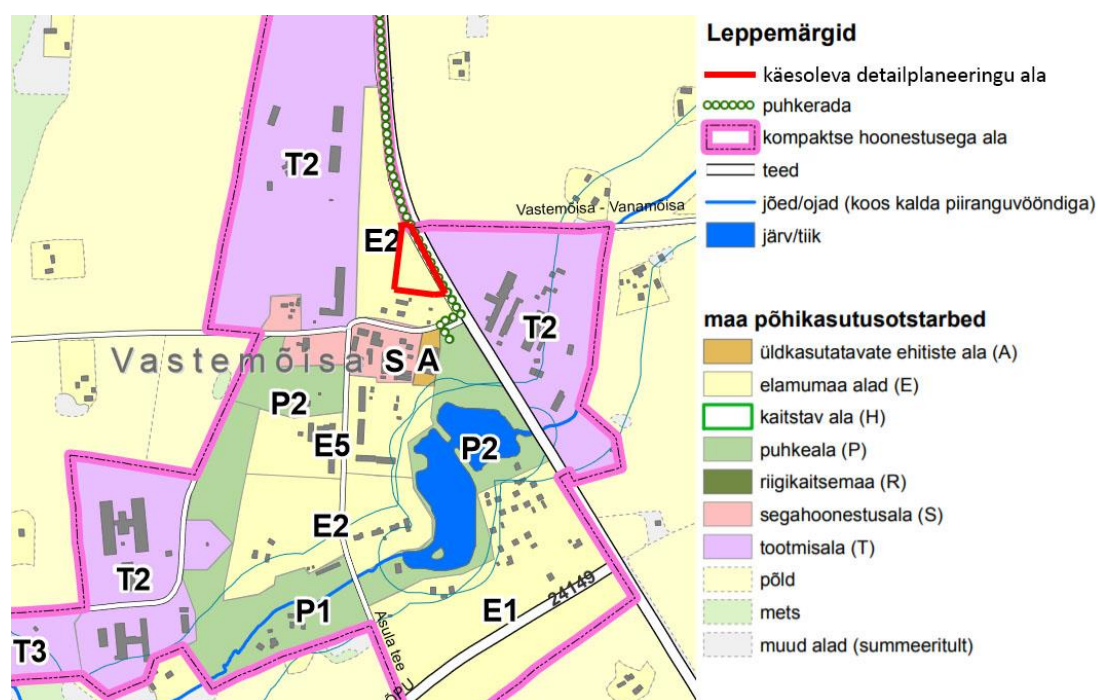 T2
Vastemõisa - Vanamõisa
E2
T2
Vastemõisa
S
A
P2
E5
P2
E2
T2
P1
E1
24149
T3
Asula tee
Leppemärgid
käesoleva detailplaneeringu ala
puhkerada
kompaktse hoonestusega ala
teed
jõed/ojad (koos kalda piiranguvööndiga)
järv/tiik
maa põhikasutusotstarbed
üldkasutatavate ehitiste ala (A)
elamumaa alad (E)
kaitstav ala (H)
puhkeala (P)
riigikaitsemaa (R)
segahoonestusala (S)
tootmisala (T)
põld
mets
muud alad (summeeritult)